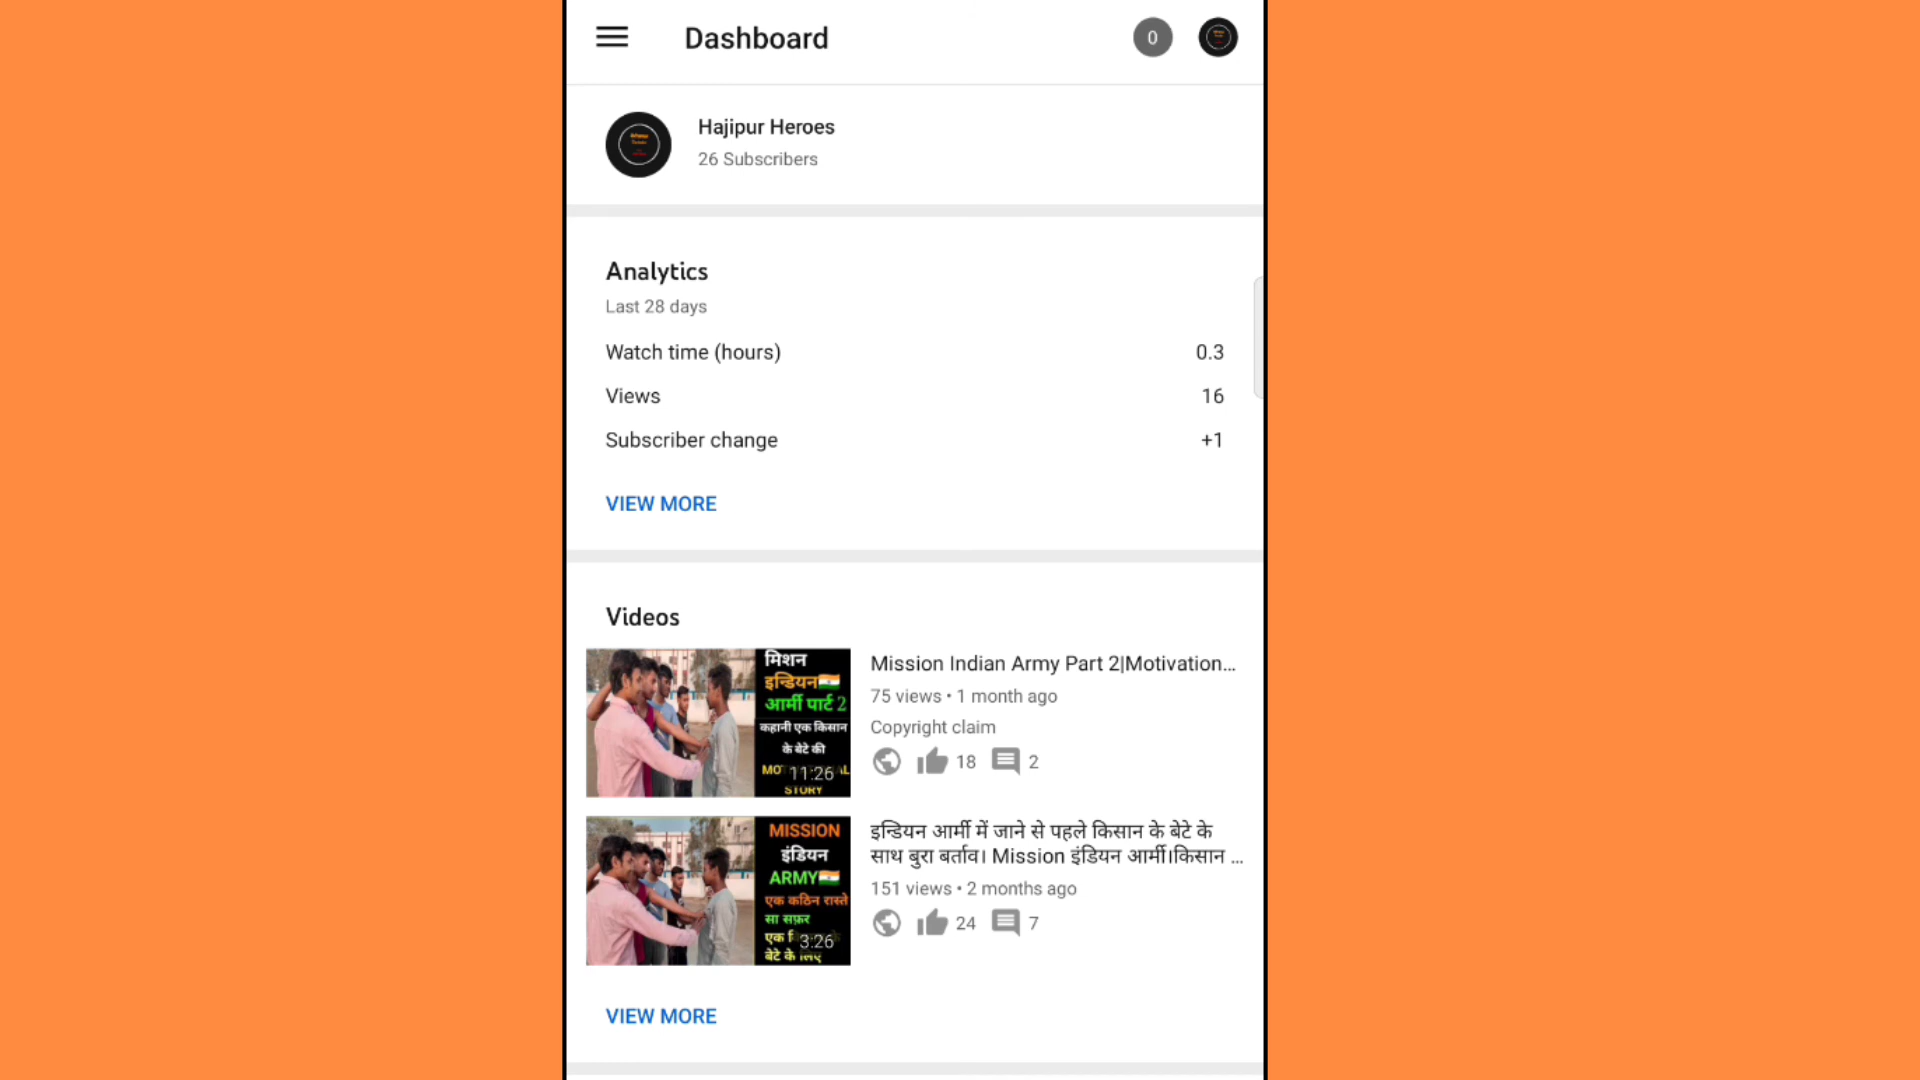 Dashboard
0
Hajipur Heroes
26 Subscribers
Analytics
Last 28 days
Watch time (hours) 0.3
Views 16
Subscriber change +1
VIEW MORE
Videos
मिशन
इन्डियन🇮🇳
आर्मी पार्ट 2
कहानी एक किसान
के बेटे की
11:26
STORY
Mission Indian Army Part 2|Motivation...
75 views • 1 month ago
Copyright claim
18 2
MISSION
इंडियन
ARMY🇮🇳
एक कठिन रास्ते
सा सफ़र
एक
3:26
बेटे के लिए
इन्डियन आर्मी में जाने से पहले किसान के बेटे के
साथ बुरा बर्ताव। Mission इंडियन आर्मी।किसान ...
151 views • 2 months ago
24 7
VIEW MORE